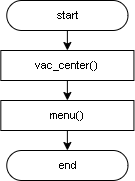 start
vac_center()
menu()
end